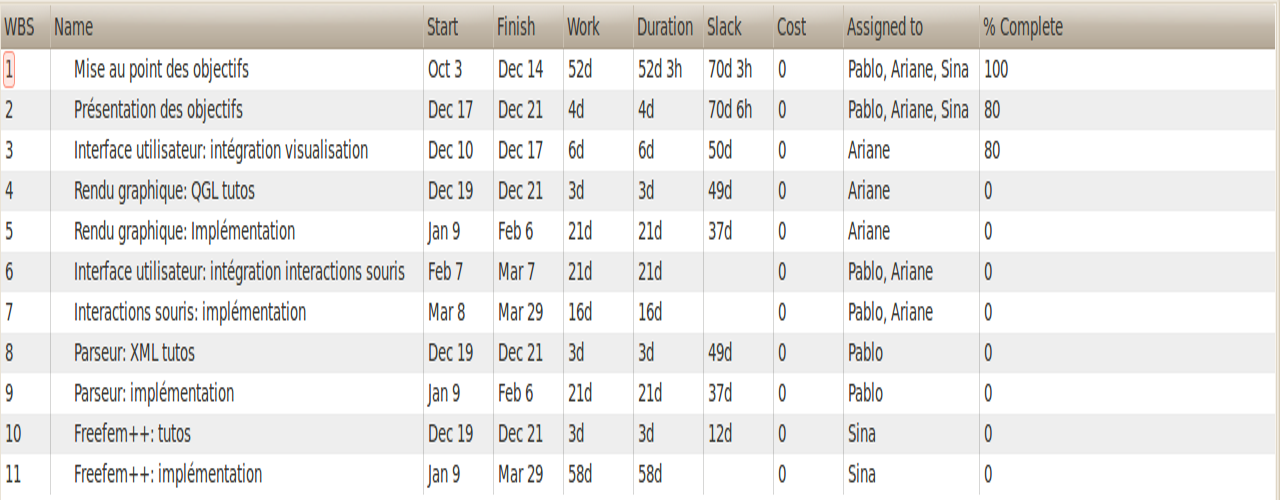 WBS Name Start Finish Work Duration Slack Cost Assigned to % Complete
1 Mise au point des objectifs Oct 3 Dec 14 52d 52d 3h 70d 3h 0 Pablo, Ariane, Sina 100
2 Présentation des objectifs Dec 17 Dec 21 4d 4d 70d 6h 0 Pablo, Ariane, Sina 80
3 Interface utilisateur: intégration visualisation Dec 10 Dec 17 6d 6d 50d 0 Ariane 80
4 Rendu graphique: QGL tutos Dec 19 Dec 21 3d 3d 49d 0 Ariane 0
5 Rendu graphique: Implémentation Jan 9 Feb 6 21d 21d 37d 0 Ariane 0
6 Interface utilisateur: intégration interactions souris Feb 7 Mar 7 21d 21d 0 Pablo, Ariane 0
7 Interactions souris: implémentation Mar 8 Mar 29 16d 16d 0 Pablo, Ariane 0
8 Parseur: XML tutos Dec 19 Dec 21 3d 3d 49d 0 Pablo 0
9 Parseur: implémentation Jan 9 Feb 6 21d 21d 37d 0 Pablo 0
10 Freefem++: tutos Dec 19 Dec 21 3d 3d 12d 0 Sina 0
11 Freefem++: implémentation Jan 9 Mar 29 58d 58d 0 Sina 0